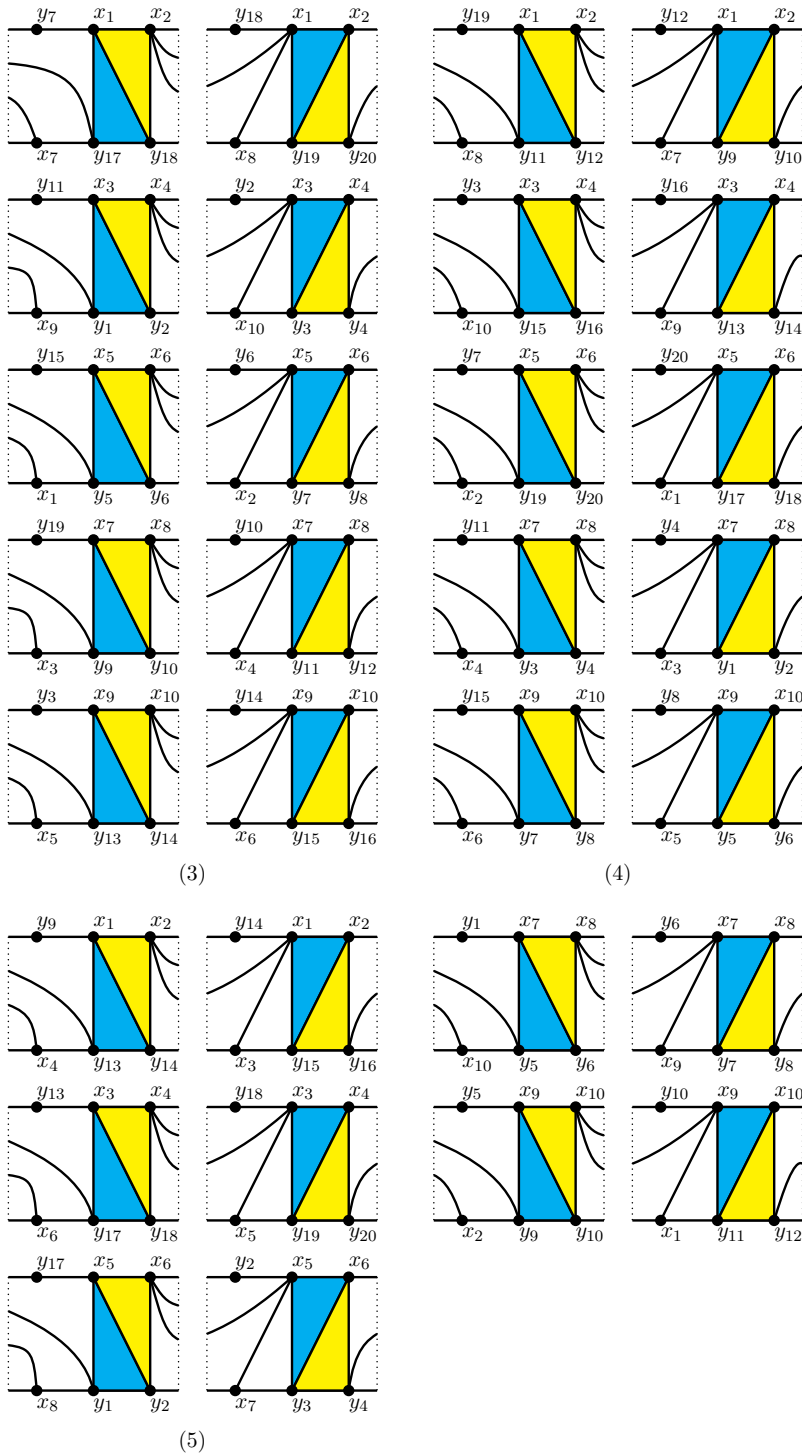 y7 x1 x2 y18 x1 x2 y19 x1 x2 y12 x1 x2
x7 y17 y18 x8 y19 y20 x8 y11 y12 x7 y9 y10
y11 x3 x4 y2 x3 x4 y3 x3 x4 y16 x3 x4
x9 y1 y2 x10 y3 y4 x10 y15 y16 x9 y13 y14
y15 x5 x6 y6 x5 x6 y7 x5 x6 y20 x5 x6
x1 y5 y6 x2 y7 y8 x2 y19 y20 x1 y17 y18
y19 x7 x8 y10 x7 x8 y11 x7 x8 y4 x7 x8
x3 y9 y10 x4 y11 y12 x4 y3 y4 x3 y1 y2
y3 x9 x10 y14 x9 x10 y15 x9 x10 y8 x9 x10
x5 y13 y14 x6 y15 y16 x6 y7 y8 x5 y5 y6
(3) (4)
y9 x1 x2 y14 x1 x2 y1 x7 x8 y6 x7 x8
x4 y13 y14 x3 y15 y16 x10 y5 y6 x9 y7 y8
y13 x3 x4 y18 x3 x4 y5 x9 x10 y10 x9 x10
x6 y17 y18 x5 y19 y20 x2 y9 y10 x1 y11 y12
y17 x5 x6 y2 x5 x6
x8 y1 y2 x7 y3 y4
(5)